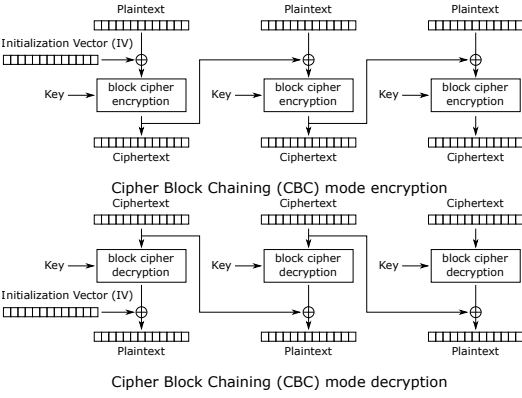 Plaintext Plaintext Plaintext
Initialization Vector (IV)
Key block cipher encryption Key block cipher encryption Key block cipher encryption
Ciphertext Ciphertext Ciphertext
Cipher Block Chaining (CBC) mode encryption
Ciphertext Ciphertext Ciphertext
Key block cipher decryption Key block cipher decryption Key block cipher decryption
Initialization Vector (IV)
Plaintext Plaintext Plaintext
Cipher Block Chaining (CBC) mode decryption